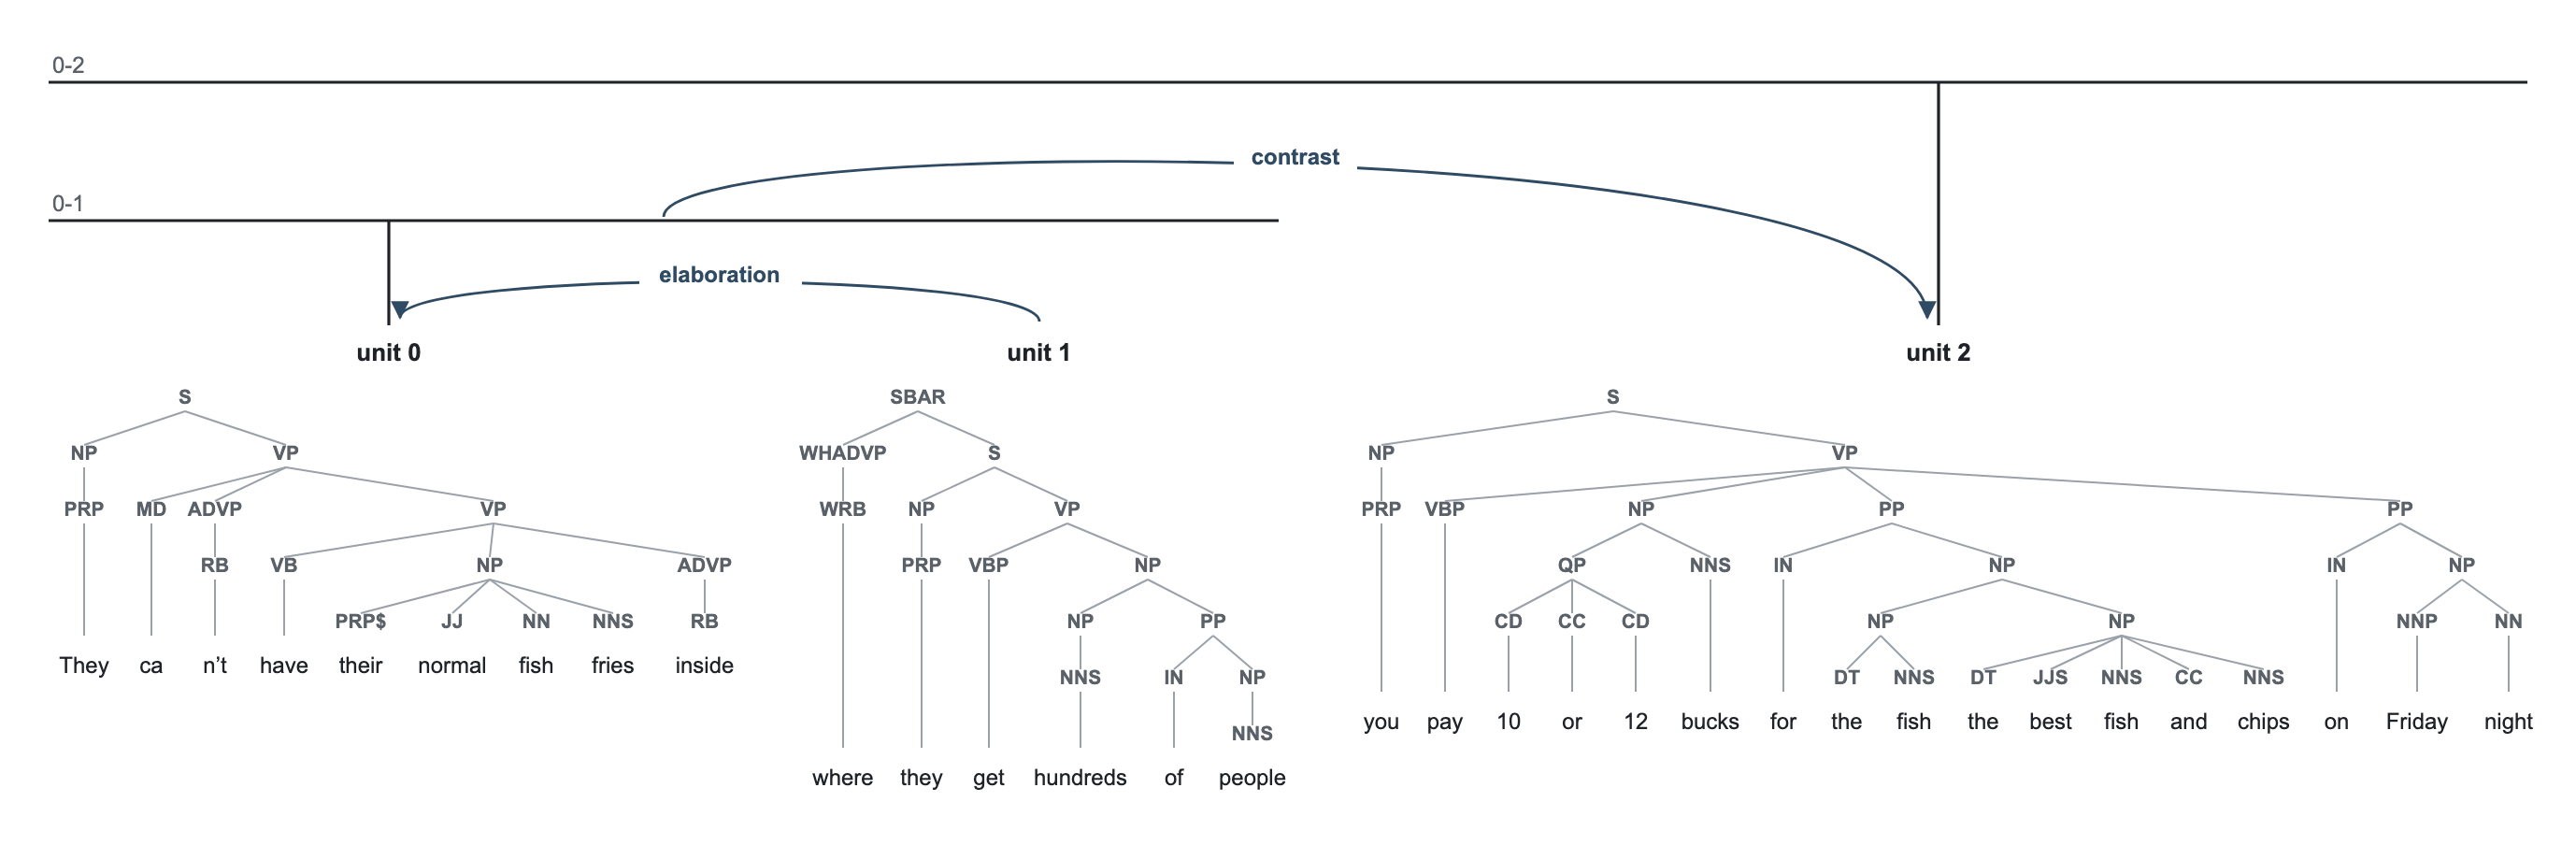 0-2
contrast
0-1
elaboration
unit 0 unit 1 unit 2
S SBAR S
NP VP WHADVP S NP VP
PRP MD ADVP VP WRB NP VP PRP VBP NP PP PP
RB VB NP ADVP PRP VBP NP QP NNS IN NP IN NP
PRP$ JJ NN NNS RB NP PP CD CC CD NP NP NNP NN
They ca n’t have their normal fish fries inside
NNS IN NP DT NNS DT JJS NNS CC NNS
you pay 10 or 12 bucks for the fish the best fish and chips on Friday night
NNS
where they get hundreds of people